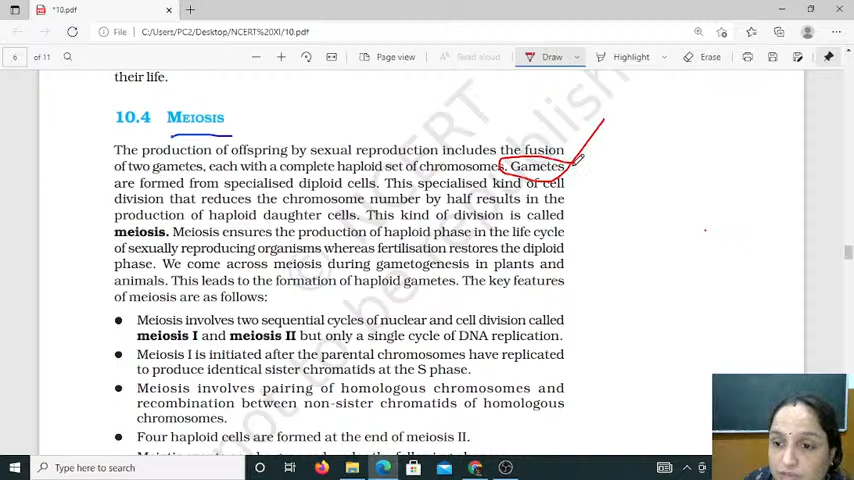 *10.pdf
File | C:/Users/PC2/Desktop/NCERT%20XI/10.pdf
6 of 11 Page view Read aloud Draw Highlight Erase
their life.
10.4 MEIOSIS
The production of offspring by sexual reproduction includes the fusion
of two gametes, each with a complete haploid set of chromosomes. Gametes
are formed from specialised diploid cells. This specialised kind of cell
division that reduces the chromosome number by half results in the
production of haploid daughter cells. This kind of division is called
meiosis. Meiosis ensures the production of haploid phase in the life cycle
of sexually reproducing organisms whereas fertilisation restores the diploid
phase. We come across meiosis during gametogenesis in plants and
animals. This leads to the formation of haploid gametes. The key features
of meiosis are as follows:
● Meiosis involves two sequential cycles of nuclear and cell division called
meiosis I and meiosis II but only a single cycle of DNA replication.
● Meiosis I is initiated after the parental chromosomes have replicated
to produce identical sister chromatids at the S phase.
● Meiosis involves pairing of homologous chromosomes and
recombination between non-sister chromatids of homologous
chromosomes.
● Four haploid cells are formed at the end of meiosis II.
© NCERT
not to be republish
Type here to search